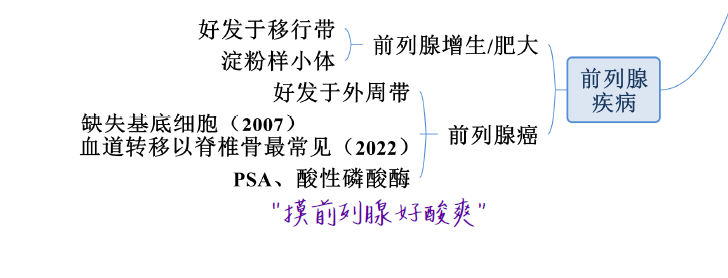 好发于移行带
淀粉样小体
前列腺增生/肥大
好发于外周带
缺失基底细胞（2007）
血道转移以脊椎骨最常见（2022）
PSA、酸性磷酸酶
前列腺癌
前列腺
疾病
"摸前列腺好酸爽"